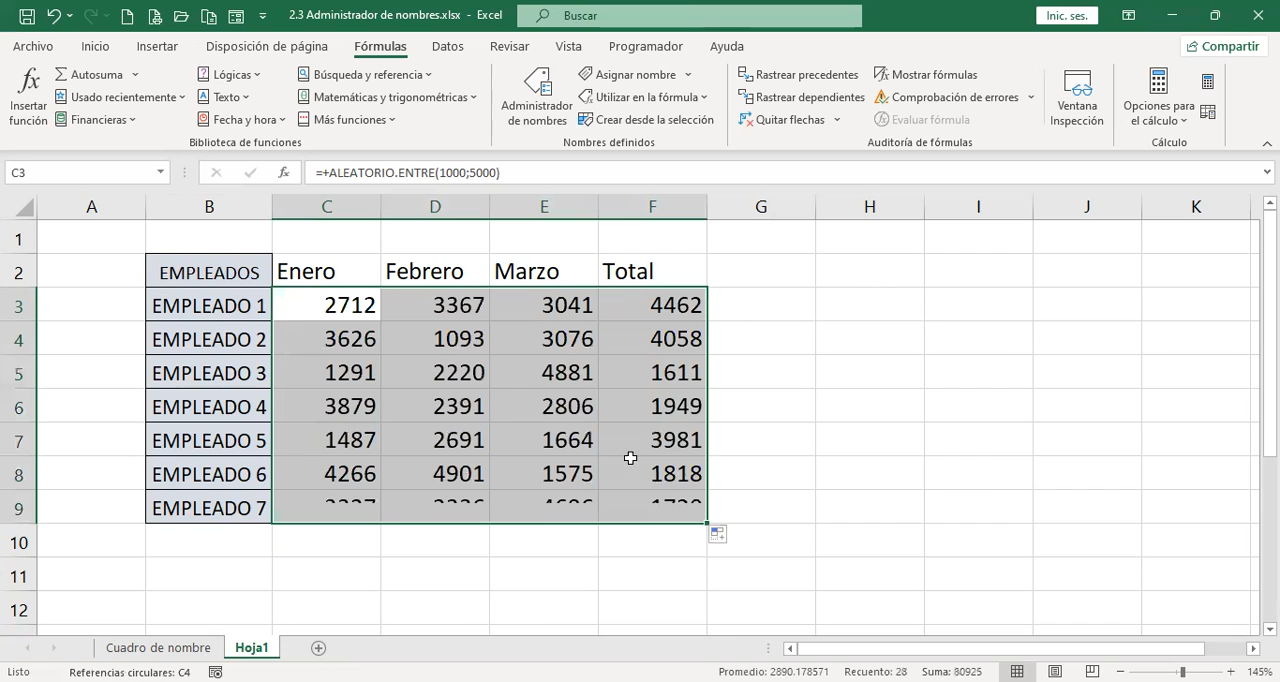 2.3 Administrador de nombres.xlsx - Excel
Buscar
Inic. ses.
Archivo Inicio Insertar Disposición de página Fórmulas Datos Revisar Vista Programador Ayuda Compartir
fx Insertar función
Autosuma
Usado recientemente
Financieras
Lógicas
Texto
Fecha y hora
Búsqueda y referencia
Matemáticas y trigonométricas
Más funciones
Biblioteca de funciones
Administrador de nombres
Asignar nombre
Utilizar en la fórmula
Crear desde la selección
Nombres definidos
Rastrear precedentes
Rastrear dependientes
Quitar flechas
Mostrar fórmulas
Comprobación de errores
Evaluar fórmula
Auditoría de fórmulas
Ventana Inspección
Opciones para el cálculo
Cálculo
C3 fx =+ALEATORIO.ENTRE(1000;5000)
A B C D E F G H I J K
1
2 EMPLEADOS Enero Febrero Marzo Total
3 EMPLEADO 1 2712 3367 3041 4462
4 EMPLEADO 2 3626 1093 3076 4058
5 EMPLEADO 3 1291 2220 4881 1611
6 EMPLEADO 4 3879 2391 2806 1949
7 EMPLEADO 5 1487 2691 1664 3981
8 EMPLEADO 6 4266 4901 1575 1818
9 EMPLEADO 7
10
11
12
Cuadro de nombre Hoja1
Listo Referencias circulares: C4 Promedio: 2890.178571 Recuento: 28 Suma: 80925 145%